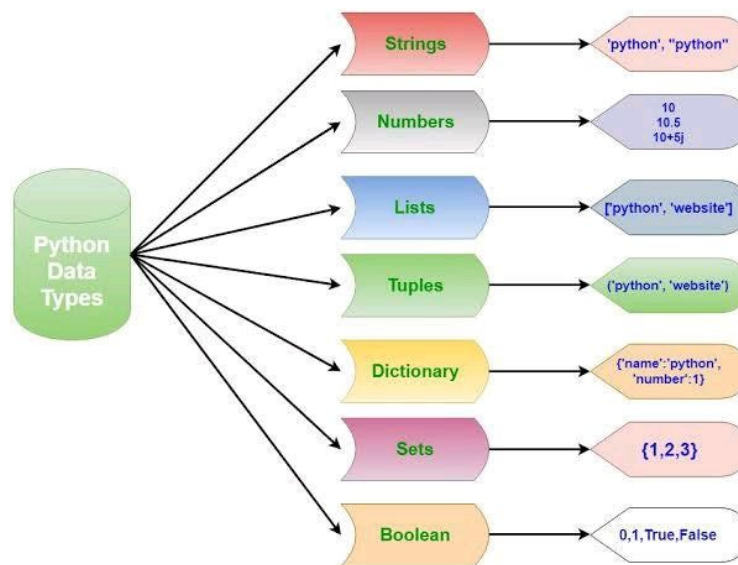 Python
Data
Types
Strings
'python', "python"
Numbers
10
10.5
10+5j
Lists
['python', 'website']
Tuples
('python', 'website')
Dictionary
{'name':'python',
'number':1}
Sets
{1,2,3}
Boolean
0,1,True,False